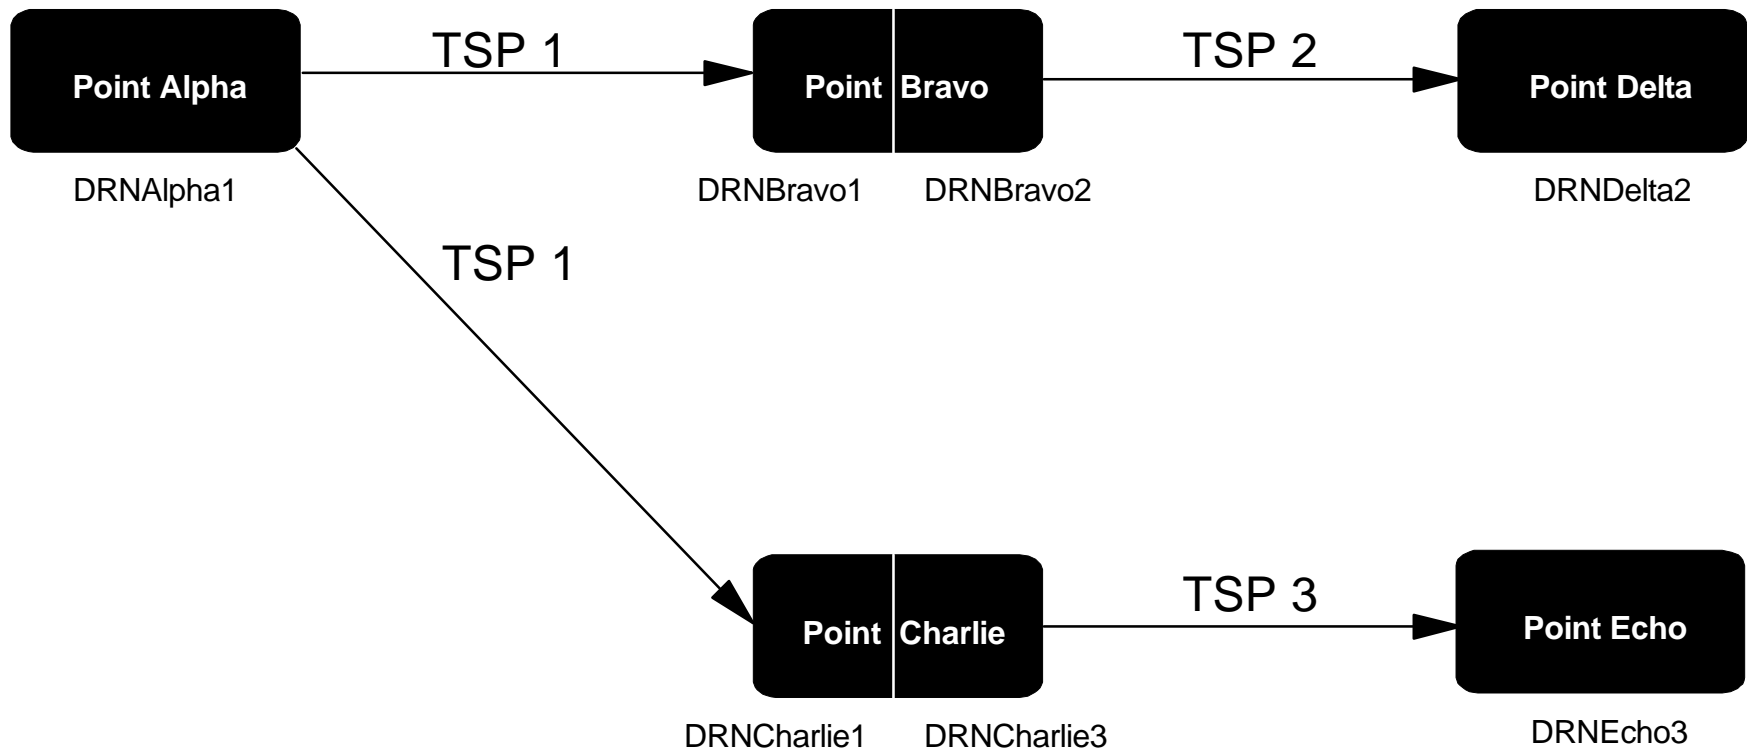 TSP 1
TSP 2
Point Alpha
Point Bravo
Point Delta
DRNAlpha1
DRNBravo1
DRNBravo2
DRNDelta2
TSP 1
TSP 3
Point Charlie
Point Echo
DRNCharlie1
DRNCharlie3
DRNEcho3